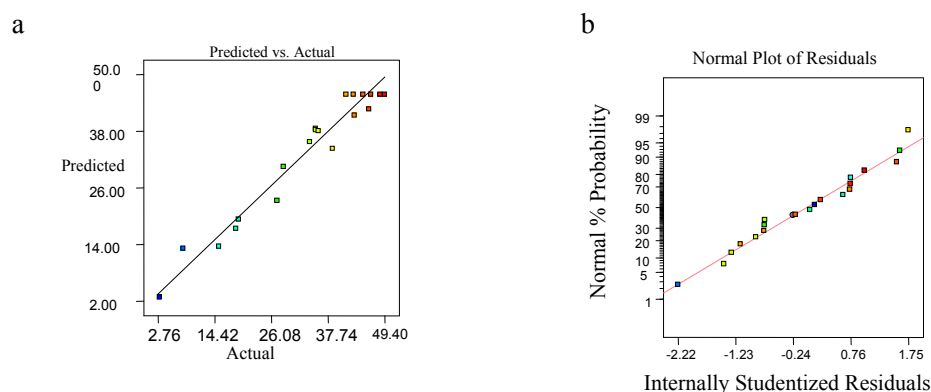 a
Predicted vs. Actual
50.0
0
38.00
Predicted
26.00
14.00
2.00
2.76 14.42 26.08 37.74 49.40
Actual
b
Normal Plot of Residuals
Normal % Probability
99
95
90
80
70
50
30
20
10
5
1
-2.22 -1.23 -0.24 0.76 1.75
Internally Studentized Residuals